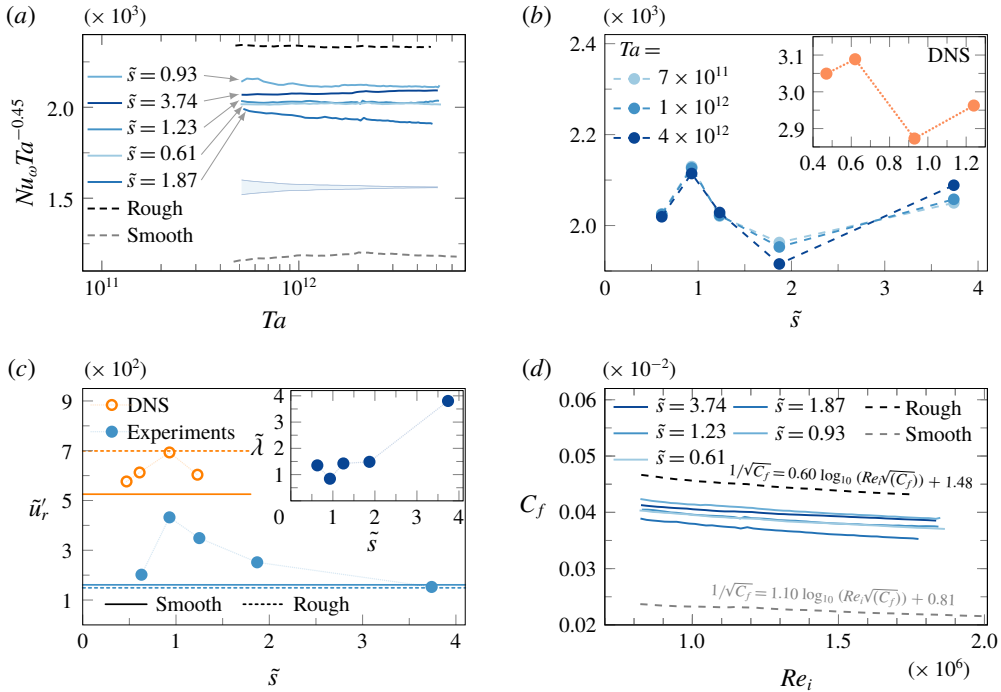 (a)
(× 10³)
Nu_ω Ta^−0.45
2.0
1.5
s̃ = 0.93
s̃ = 3.74
s̃ = 1.23
s̃ = 0.61
s̃ = 1.87
Rough
Smooth
10¹¹
10¹²
Ta
(b)
(× 10³)
2.4
2.2
2.0
Ta =
7 × 10¹¹
1 × 10¹²
4 × 10¹²
DNS
3.1
3.0
2.9
0.4 0.6 0.8 1.0 1.2
0 1 2 3 4
s̃
(c)
(× 10²)
9
7
5
3
1
ũ′r
DNS
Experiments
λ̃
4
3
2
1
0
0 1 2 3 4
s̃
Smooth
Rough
0 1 2 3 4
s̃
(d)
(× 10⁻²)
0.06
0.05
0.04
0.03
0.02
C_f
s̃ = 3.74 s̃ = 1.87 Rough
s̃ = 1.23 s̃ = 0.93 Smooth
s̃ = 0.61
1/√C_f = 0.60 log₁₀ (Re_i√(C_f)) + 1.48
1/√C_f = 1.10 log₁₀ (Re_i√(C_f)) + 0.81
1.0 1.5 2.0
Re_i
(× 10⁶)